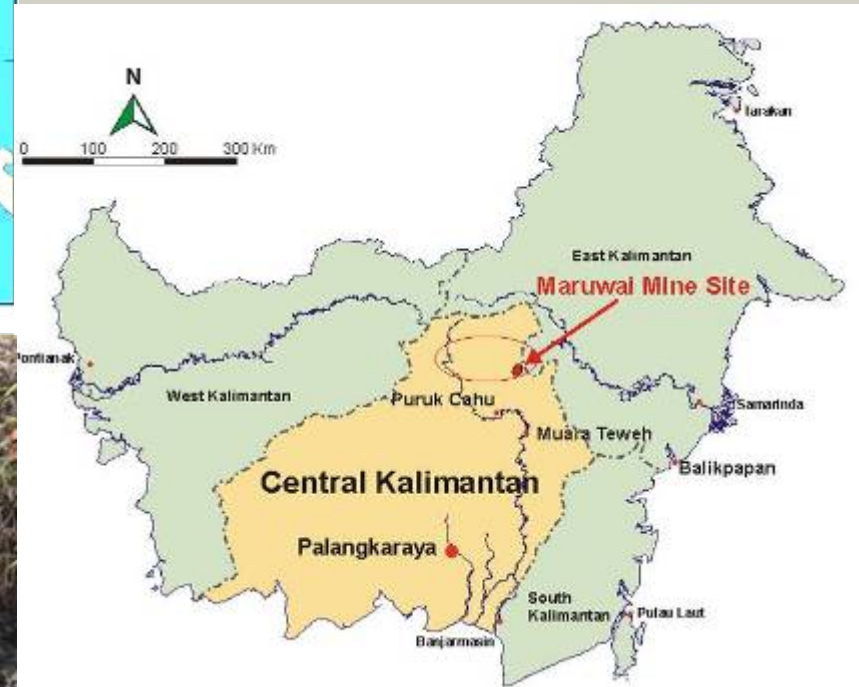 N
0 100 200 300 Km
Tarakan
East Kalimantan
Maruwai Mine Site
Pontianak
West Kalimantan
Puruk Cahu
Samarinda
Muara Teweh
Balikpapan
Central Kalimantan
Palangkaraya
South
Kalimantan
Pulau Laut
Banjarmasin